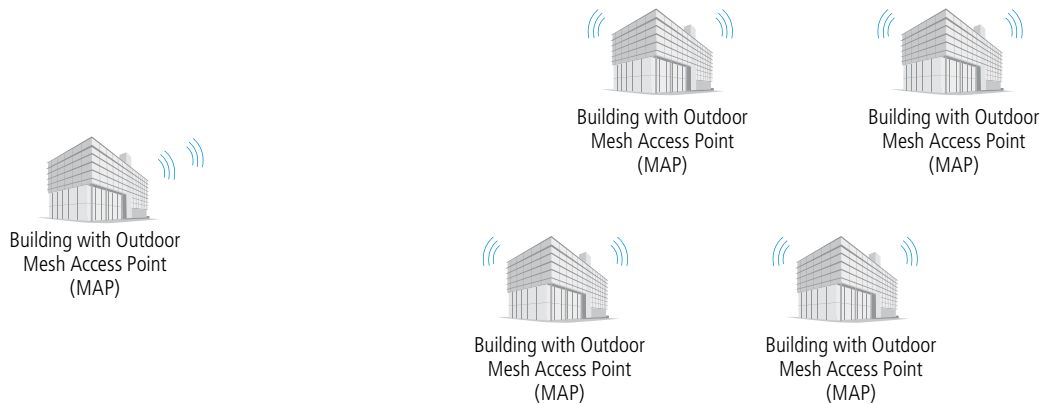 Building with Outdoor
Mesh Access Point
(MAP)
Building with Outdoor
Mesh Access Point
(MAP)
Building with Outdoor
Mesh Access Point
(MAP)
Building with Outdoor
Mesh Access Point
(MAP)
Building with Outdoor
Mesh Access Point
(MAP)